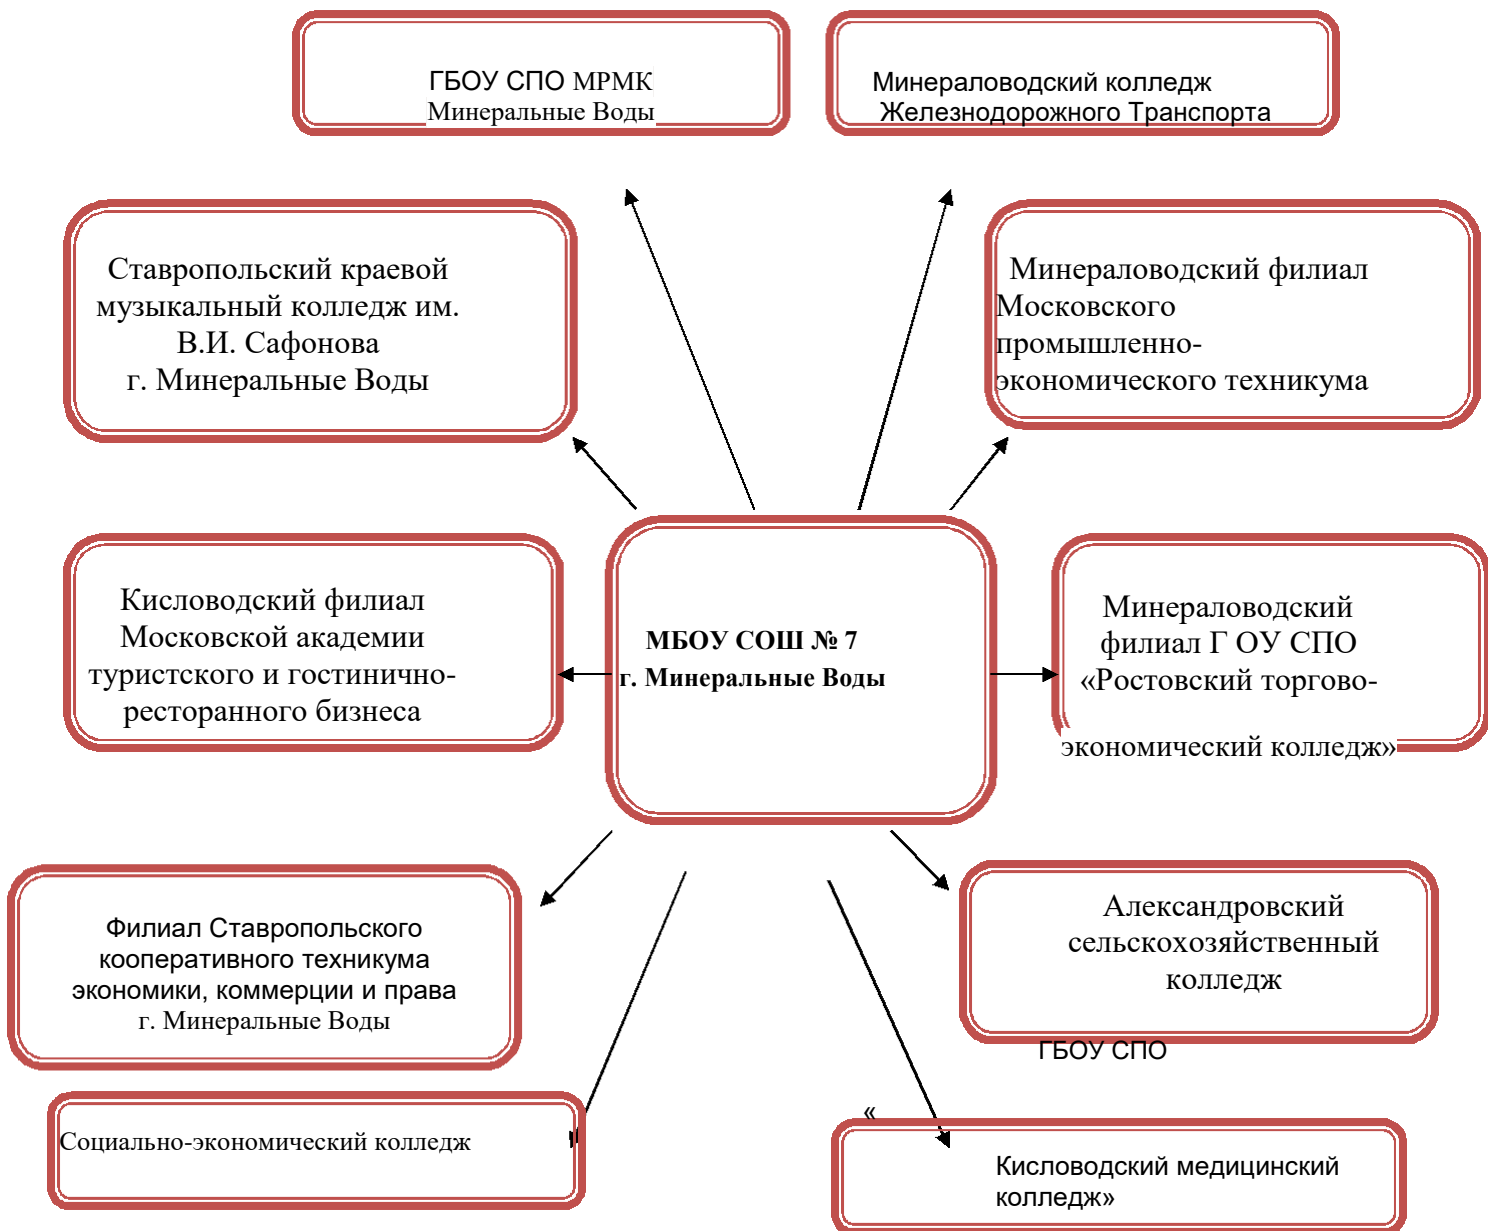 ГБОУ СПО МРМК
Минеральные Воды
Минераловодский колледж
Железнодорожного Транспорта
Ставропольский краевой
музыкальный колледж им.
В.И. Сафонова
г. Минеральные Воды
Минераловодский филиал
Московского
промышленно-
экономического техникума
Кисловодский филиал
Московской академии
туристского и гостинично-
ресторанного бизнеса
МБОУ СОШ № 7
г. Минеральные Воды
Минераловодский
филиал Г ОУ СПО
«Ростовский торгово-
экономический колледж»
Филиал Ставропольского
кооперативного техникума
экономики, коммерции и права
г. Минеральные Воды
Александровский
сельскохозяйственный
колледж
Социально-экономический колледж
ГБОУ СПО
«
Кисловодский медицинский
колледж»